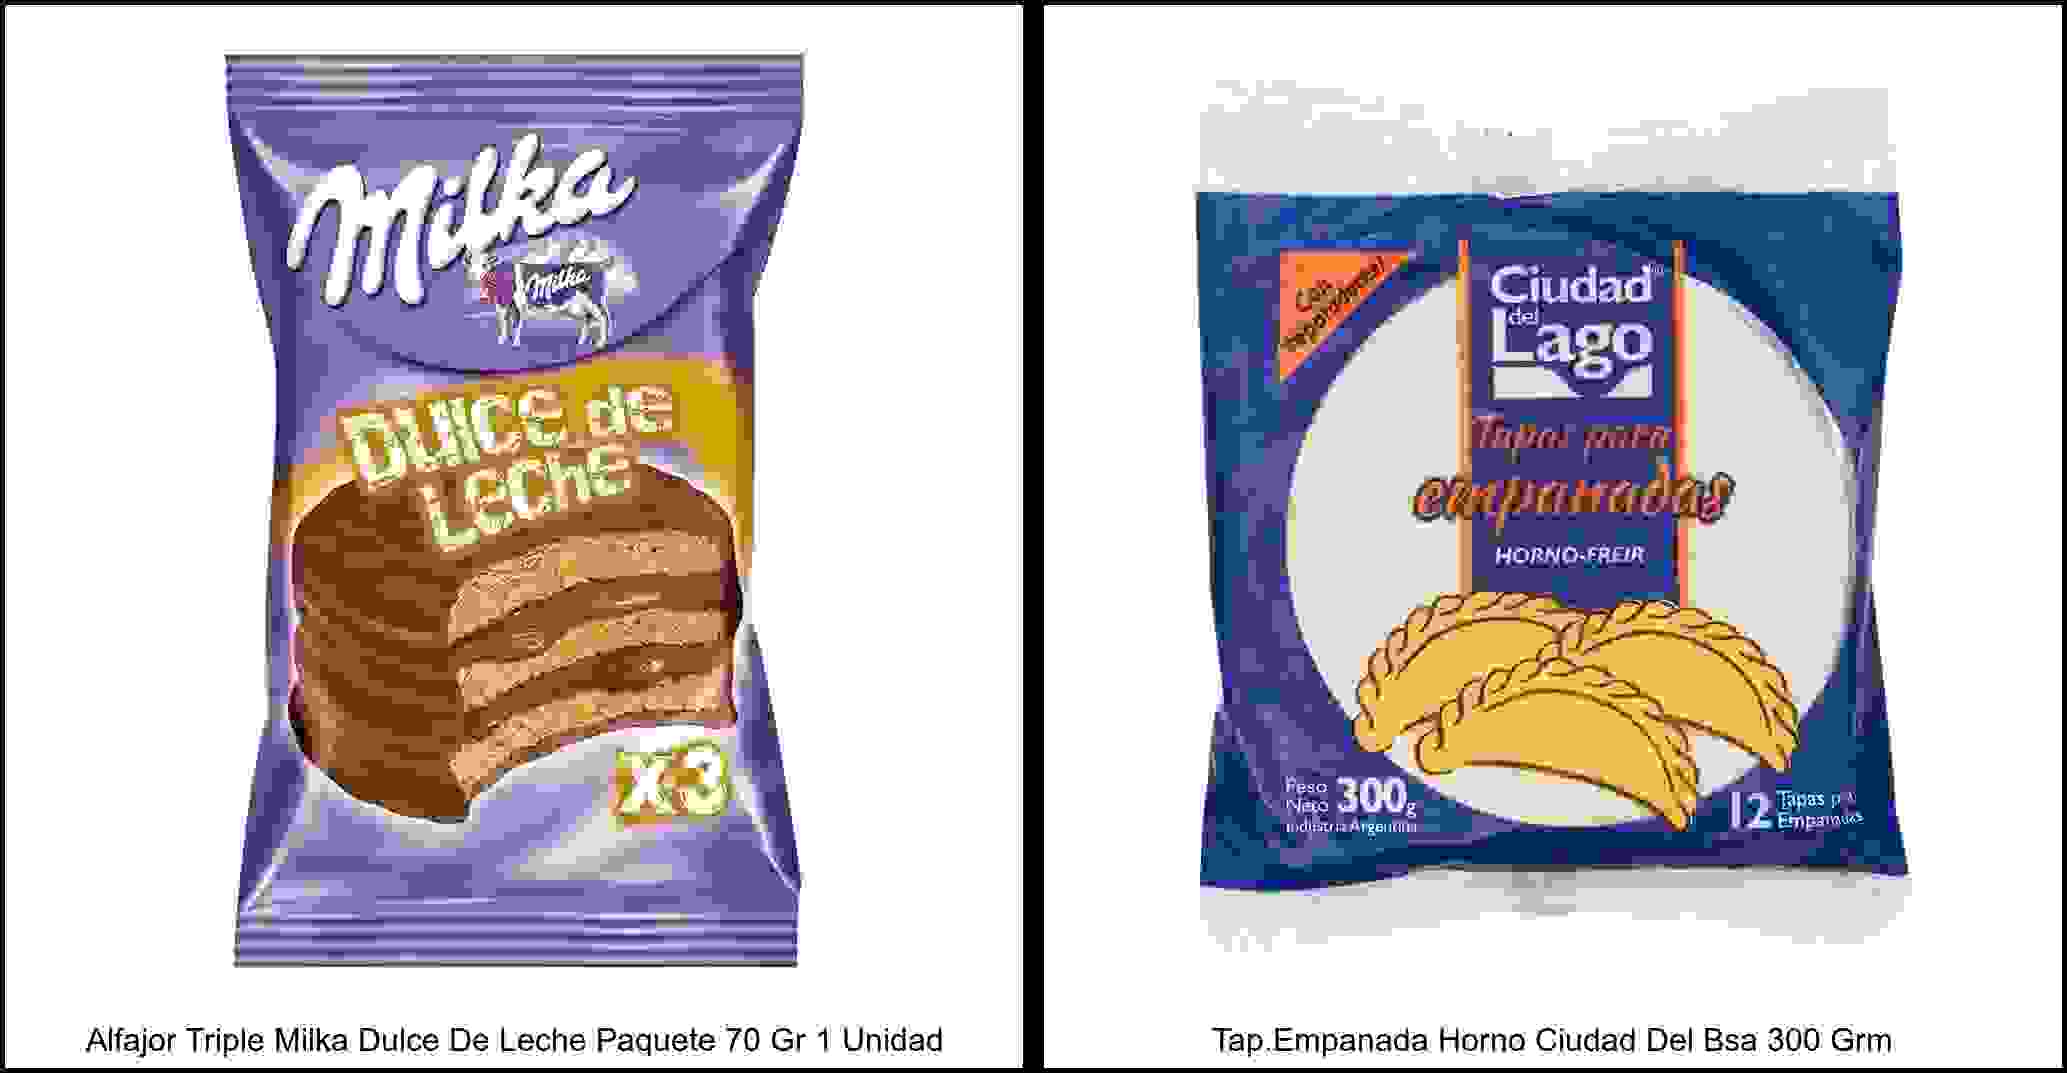 Milka
Milka
Dulce de
Leche
X3
Alfajor Triple Milka Dulce De Leche Paquete 70 Gr 1 Unidad
Con
separadores!
Ciudad
del
Lago
Tapas para
empanadas
HORNO-FREIR
Peso
Neto 300g
Industria Argentina
12 Tapas para
Empanadas
Tap.Empanada Horno Ciudad Del Bsa 300 Grm